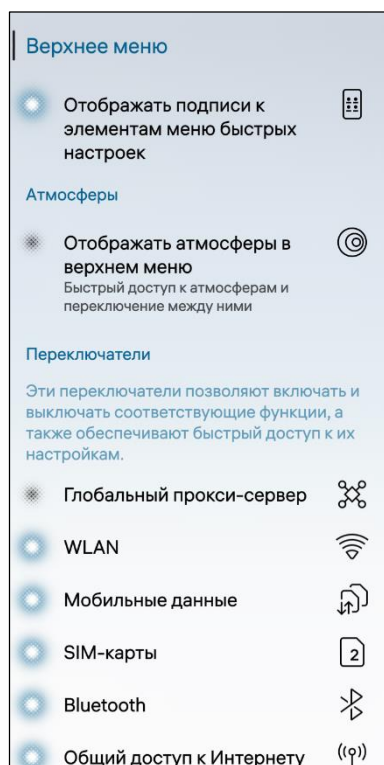 Верхнее меню
Отображать подписи к
элементам меню быстрых
настроек
Атмосферы
Отображать атмосферы в
верхнем меню
Быстрый доступ к атмосферам и
переключение между ними
Переключатели
Эти переключатели позволяют включать и
выключать соответствующие функции, а
также обеспечивают быстрый доступ к их
настройкам.
Глобальный прокси-сервер
WLAN
Мобильные данные
SIM-карты
2
Bluetooth
Общий доступ к Интернету